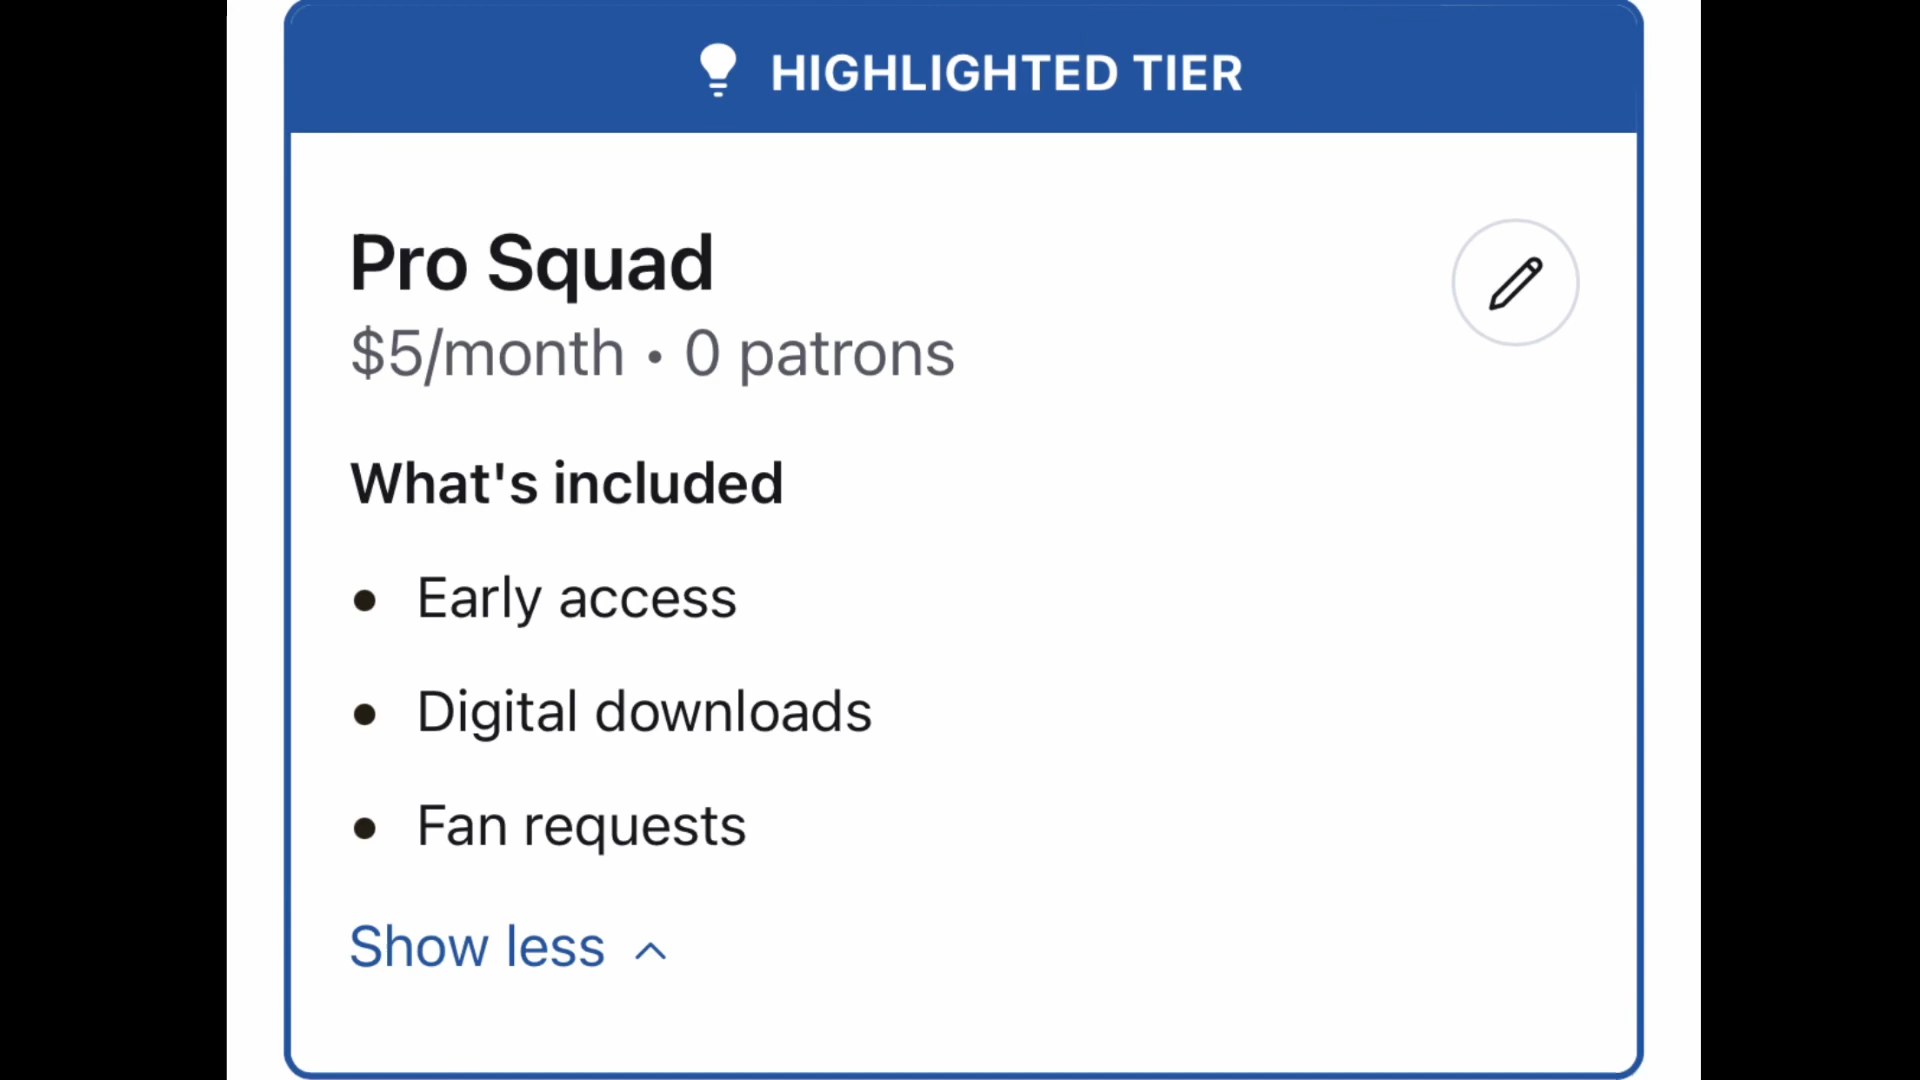 HIGHLIGHTED TIER
Pro Squad
$5/month • 0 patrons
What's included
• Early access
• Digital downloads
• Fan requests
Show less